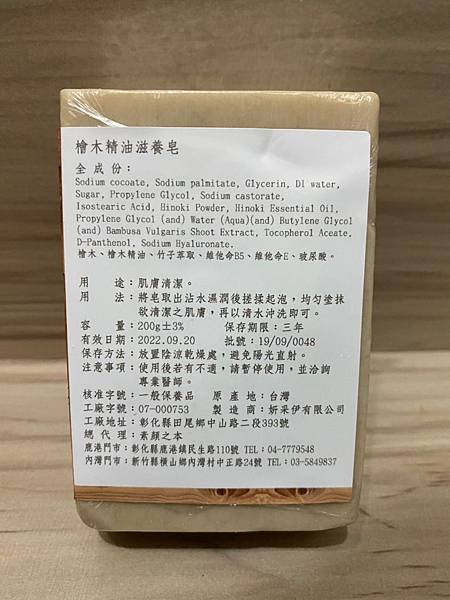 檜木精油滋養皂
全成份：
Sodium cocoate, Sodium palmitate, Glycerin, DI water,
Sugar, Propylene Glycol, Sodium castorate,
Isostearic Acid, Hinoki Powder, Hinoki Essential Oil,
Propylene Glycol (and) Water (Aqua)(and) Butylene Glycol
(and) Bambusa Vulgaris Shoot Extract, Tocopherol Aceate,
D-Panthenol, Sodium Hyaluronate.
檜木、檜木精油、竹子萃取、維他命B5、維他命E、玻尿酸。
用 途：肌膚清潔。
用 法：將皂取出沾水濕潤後搓揉起泡，均勻塗抹
欲清潔之肌膚，再以清水沖洗即可。
容 量：200g±3% 保存期限：三年
有效日期：2022.09.20 批號：19/09/0048
保存方法：放置陰涼乾燥處，避免陽光直射。
注意事項：使用後若有不適，請暫停使用，並洽詢
專業醫師。
核准字號：一般保養品 原產地：台灣
工廠字號：07-000753 製造商：妍采伊有限公司
工廠地址：彰化縣田尾鄉中山路二段393號
總代理：素顏之本
鹿港門市：彰化縣鹿港鎮民生路110號 TEL：04-7779548
內灣門市：新竹縣橫山鄉內灣村中正路24號 TEL：03-5849837